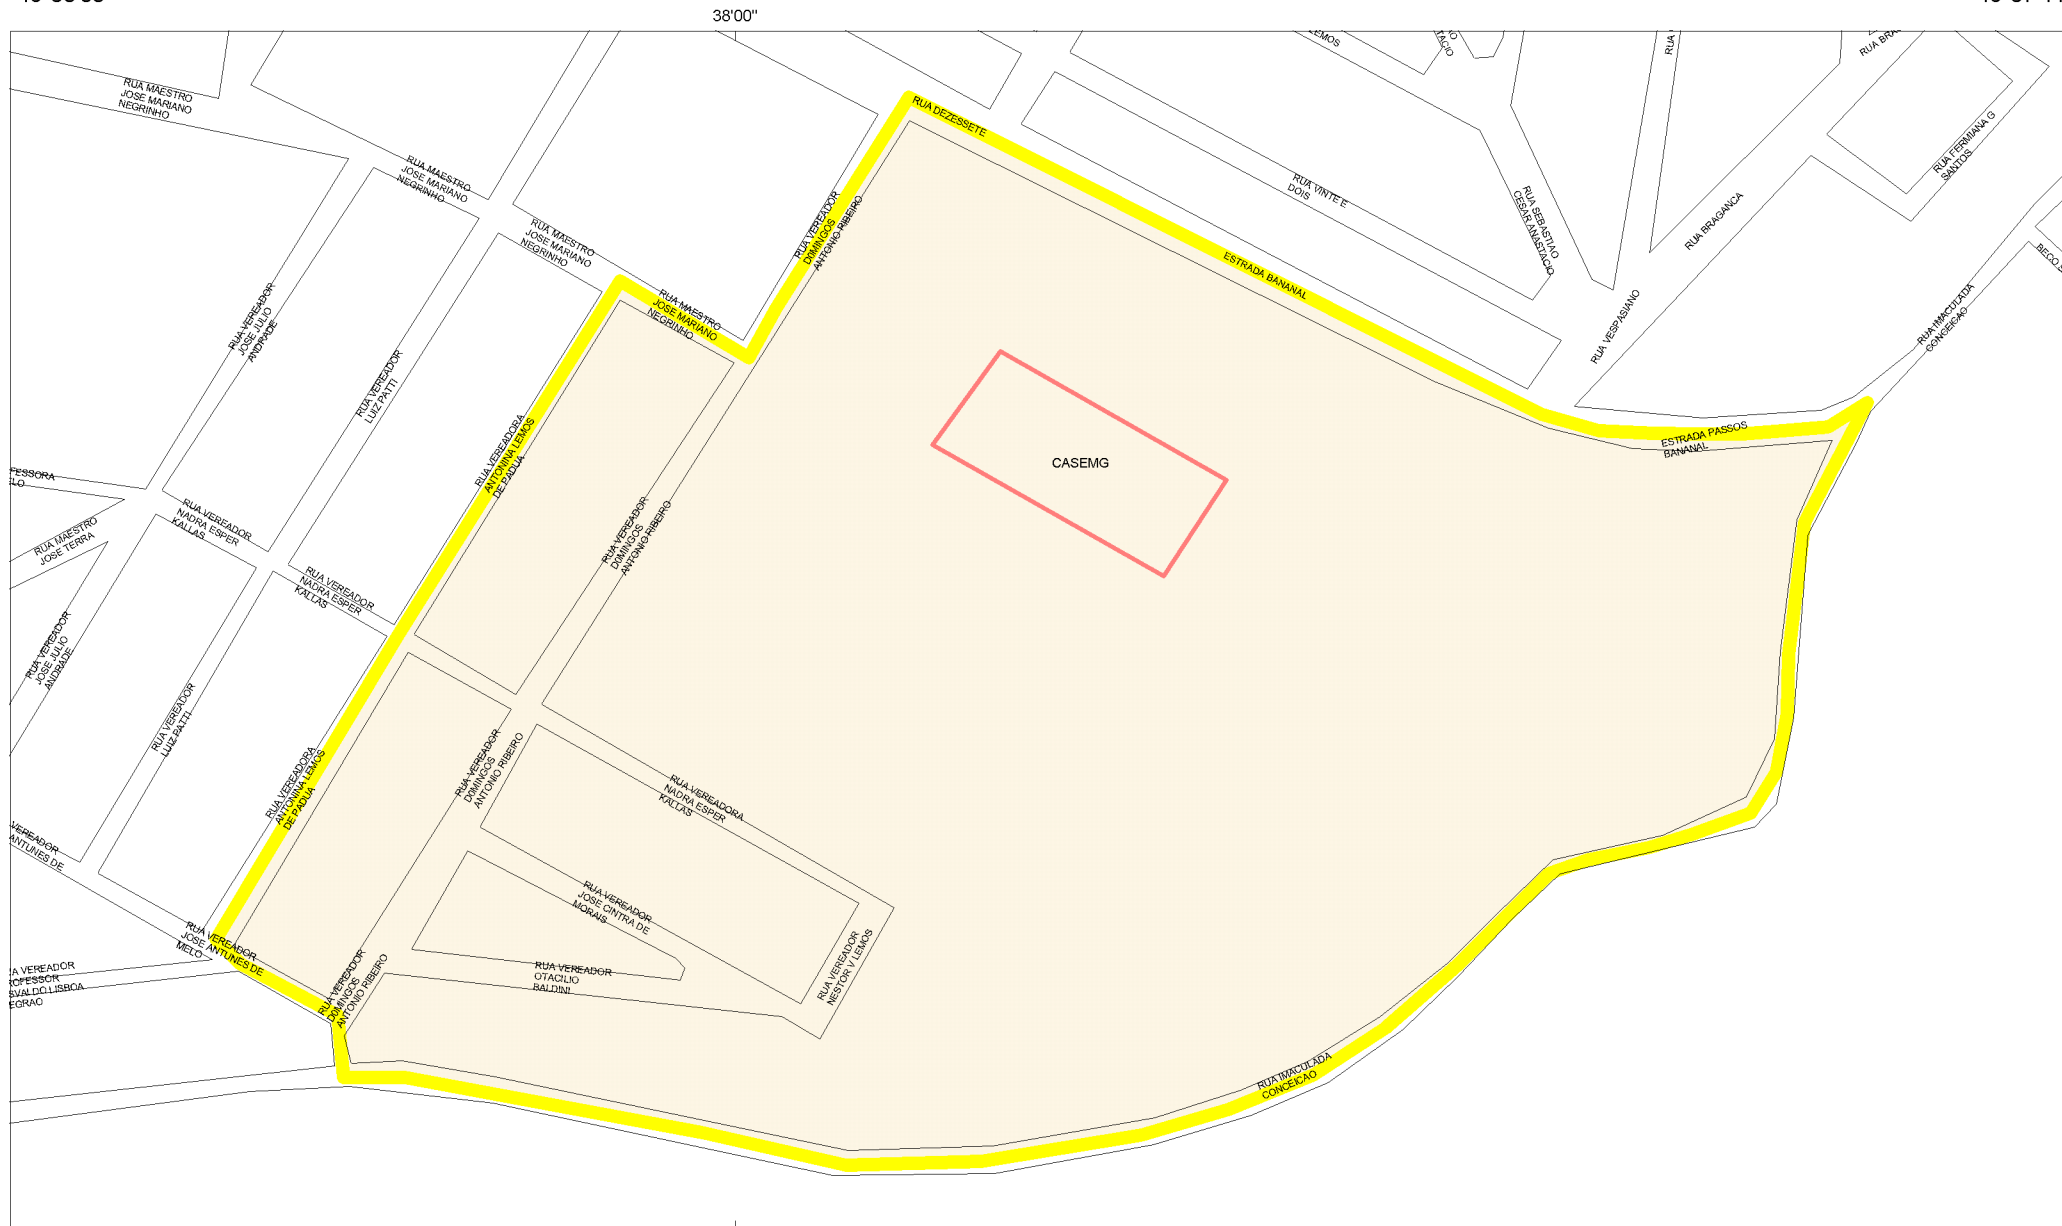 38'00"
RUA MAESTRO
JOSE MARIANO
NEGRINHO
RUA MAESTRO
JOSE MARIANO
NEGRINHO
RUA MAESTRO
JOSE MARIANO
NEGRINHO
RUA MAESTRO
JOSE MARIANO
NEGRINHO
RUA DEZESSETE
RUA VEREADOR
DOMINGOS
ANTONIO RIBEIRO
LEMOS
RUA VINTE E
DOIS
RUA SEBASTIAO
CESAR ANASTACIO
RUA
RUA FERMIANA G
SANTOS
RUA BRAGANCA
ESTRADA BANANAL
RUA VESPASIANO
RUA IMACULADA
CONCEICAO
RUA VEREADOR
JOSE JULIO
ANDRADE
RUA VEREADOR
LUIZ PATTI
RUA VEREADORA
ANTONINA LEMOS
DE PADUA
CASEMG
ESTRADA PASSOS
BANANAL
RUA VEREADOR
NADRA ESPER
KALLAS
RUA MAESTRO
JOSE TERRA
RUA VEREADOR
DOMINGOS
ANTONIO RIBEIRO
RUA VEREADOR
NADRA ESPER
KALLAS
RUA VEREADOR
JOSE JULIO
ANDRADE
RUA VEREADOR
LUIZ PATTI
RUA VEREADORA
ANTONINA LEMOS
DE PADUA
RUA VEREADOR
DOMINGOS
ANTONIO RIBEIRO
RUA VEREADORA
NADRA ESPER
KALLAS
VEREADOR
ANTUNES DE
RUA VEREADOR
JOSE CINTRA DE
MORAIS
RUA VEREADOR
JOSE ANTUNES DE
MELO
RUA VEREADOR
NESTOR V LEMOS
RUA VEREADOR
OTACILIO
BALDINI
RUA VEREADOR
DOMINGOS
ANTONIO RIBEIRO
VEREADOR
LISBOA
RUA IMACULADA
CONCEICAO